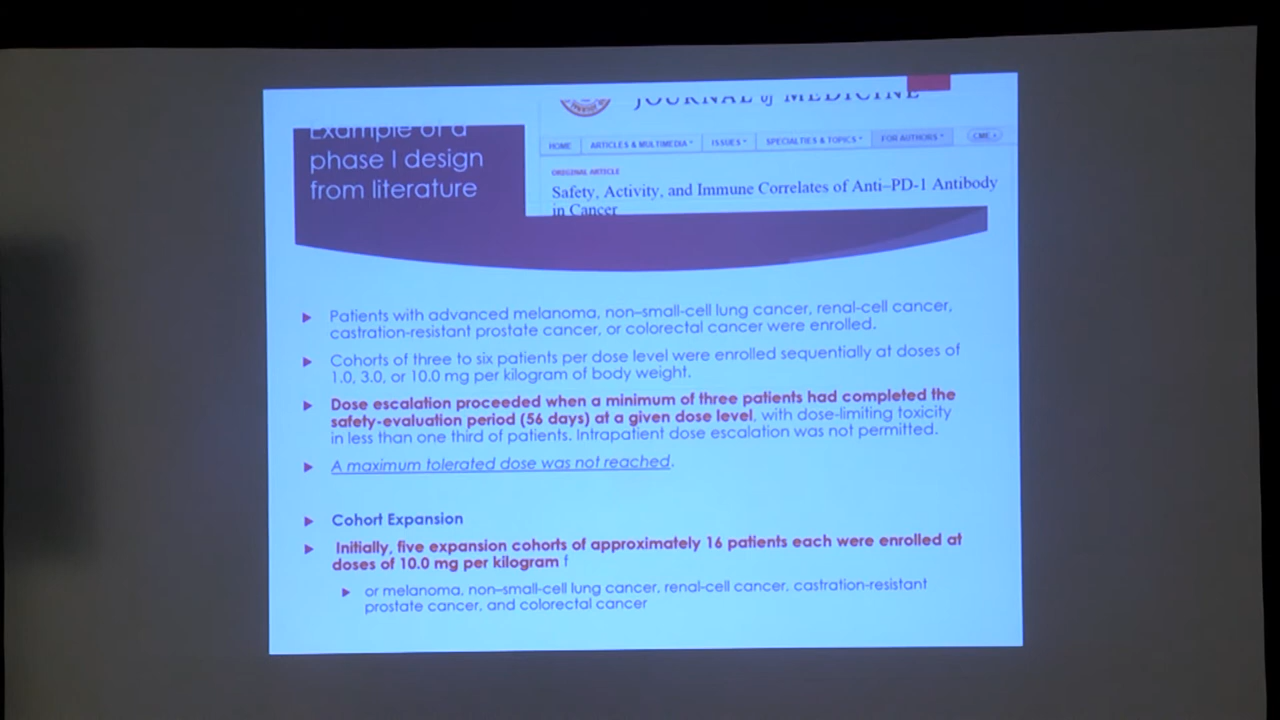 JOURNAL of MEDICINE
Example of a
phase I design
from literature
HOME ARTICLES & MULTIMEDIA ISSUES SPECIALTIES & TOPICS FOR AUTHORS CME
ORIGINAL ARTICLE
Safety, Activity, and Immune Correlates of Anti–PD-1 Antibody
in Cancer
Patients with advanced melanoma, non–small-cell lung cancer, renal-cell cancer,
castration-resistant prostate cancer, or colorectal cancer were enrolled.
Cohorts of three to six patients per dose level were enrolled sequentially at doses of
1.0, 3.0, or 10.0 mg per kilogram of body weight.
Dose escalation proceeded when a minimum of three patients had completed the
safety-evaluation period (56 days) at a given dose level, with dose-limiting toxicity
in less than one third of patients. Intrapatient dose escalation was not permitted.
A maximum tolerated dose was not reached.
Cohort Expansion
Initially, five expansion cohorts of approximately 16 patients each were enrolled at
doses of 10.0 mg per kilogram f
or melanoma, non–small-cell lung cancer, renal-cell cancer, castration-resistant
prostate cancer, and colorectal cancer